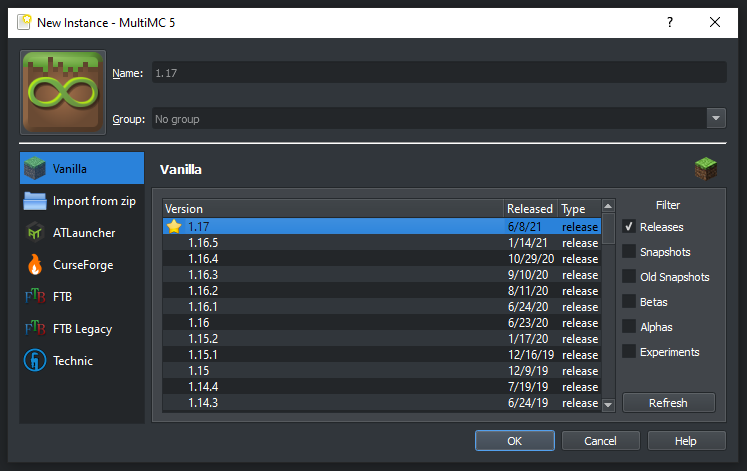 New Instance - MultiMC 5
Name: 1.17
Group: No group
Vanilla
Import from zip
ATLauncher
CurseForge
FTB
FTB Legacy
Technic
Vanilla
Version Released Type
1.17 6/8/21 release
1.16.5 1/14/21 release
1.16.4 10/29/20 release
1.16.3 9/10/20 release
1.16.2 8/11/20 release
1.16.1 6/24/20 release
1.16 6/23/20 release
1.15.2 1/17/20 release
1.15.1 12/16/19 release
1.15 12/9/19 release
1.14.4 7/19/19 release
1.14.3 6/24/19 release
Filter
Releases
Snapshots
Old Snapshots
Betas
Alphas
Experiments
Refresh
OK Cancel Help